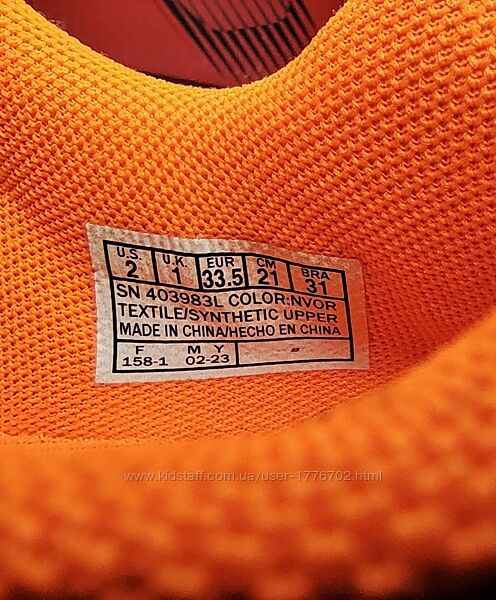 U.S. U.K. EUR CM BRA
2 1 33.5 21 31
SN 403983L COLOR:NVOR
TEXTILE/SYNTHETIC UPPER
MADE IN CHINA/HECHO EN CHINA
F M Y
158-1 02-23
www.kidstaff.com.ua/user-1776702.html